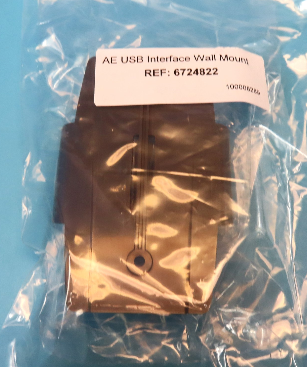 AE USB Interface Wall Mount
REF: 6724822